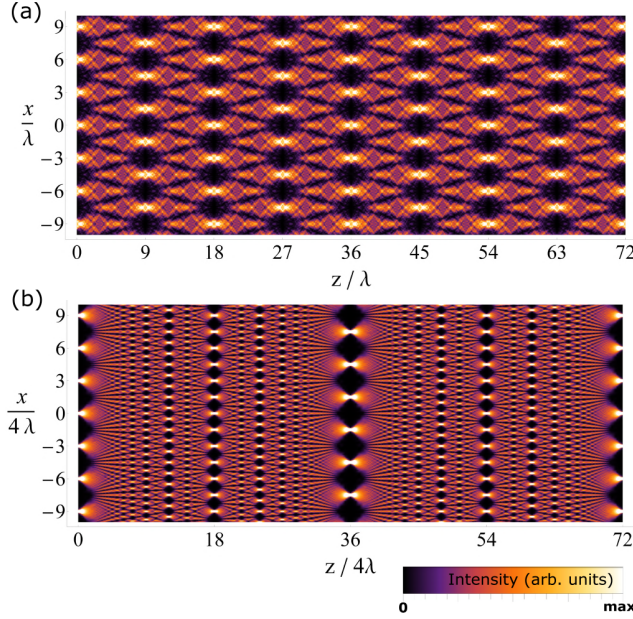 (a)
9
6
3
0
−3
−6
−9
x
λ
0 9 18 27 36 45 54 63 72
z / λ
(b)
9
6
3
0
−3
−6
−9
x
4 λ
0 18 36 54 72
z / 4λ
Intensity (arb. units)
0 max